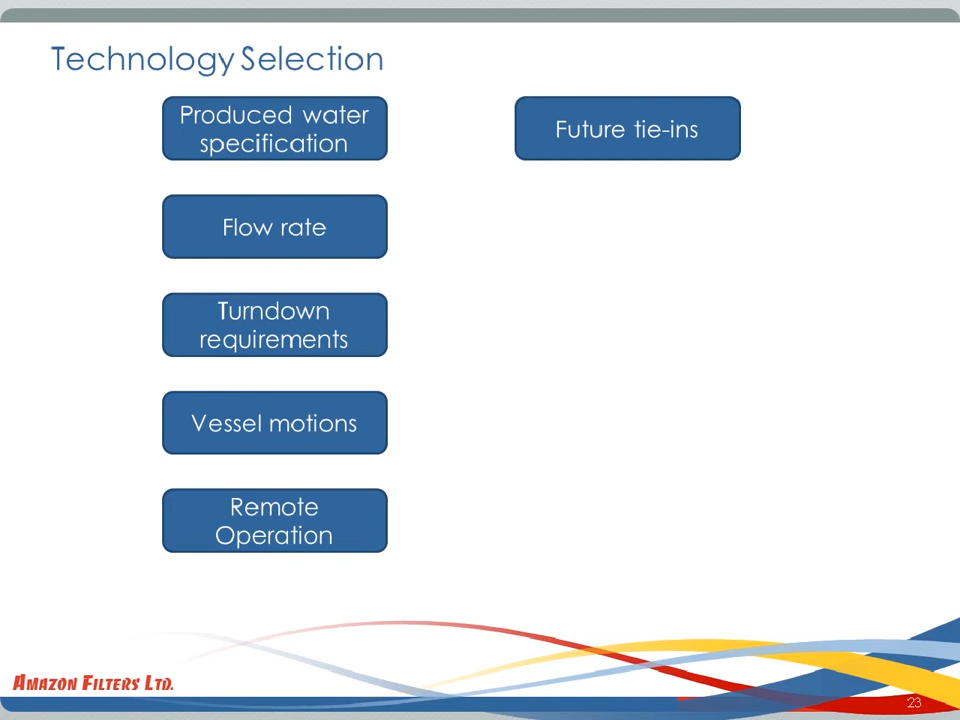 Technology Selection
Produced water
specification
Flow rate
Turndown
requirements
Vessel motions
Remote
Operation
Future tie-ins
AMAZON FILTERS LTD.
23